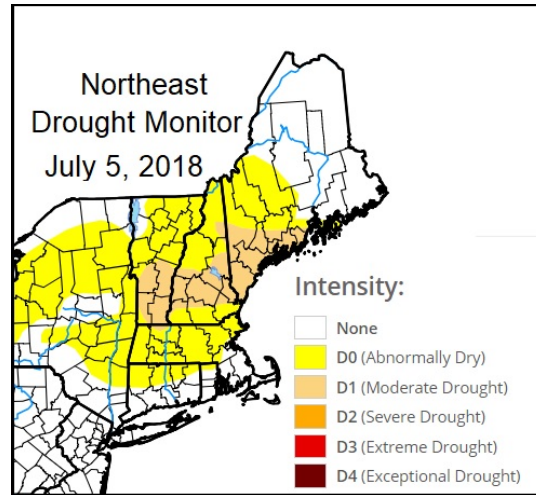 Northeast
Drought Monitor
July 5, 2018
Intensity:
None
D0 (Abnormally Dry)
D1 (Moderate Drought)
D2 (Severe Drought)
D3 (Extreme Drought)
D4 (Exceptional Drought)